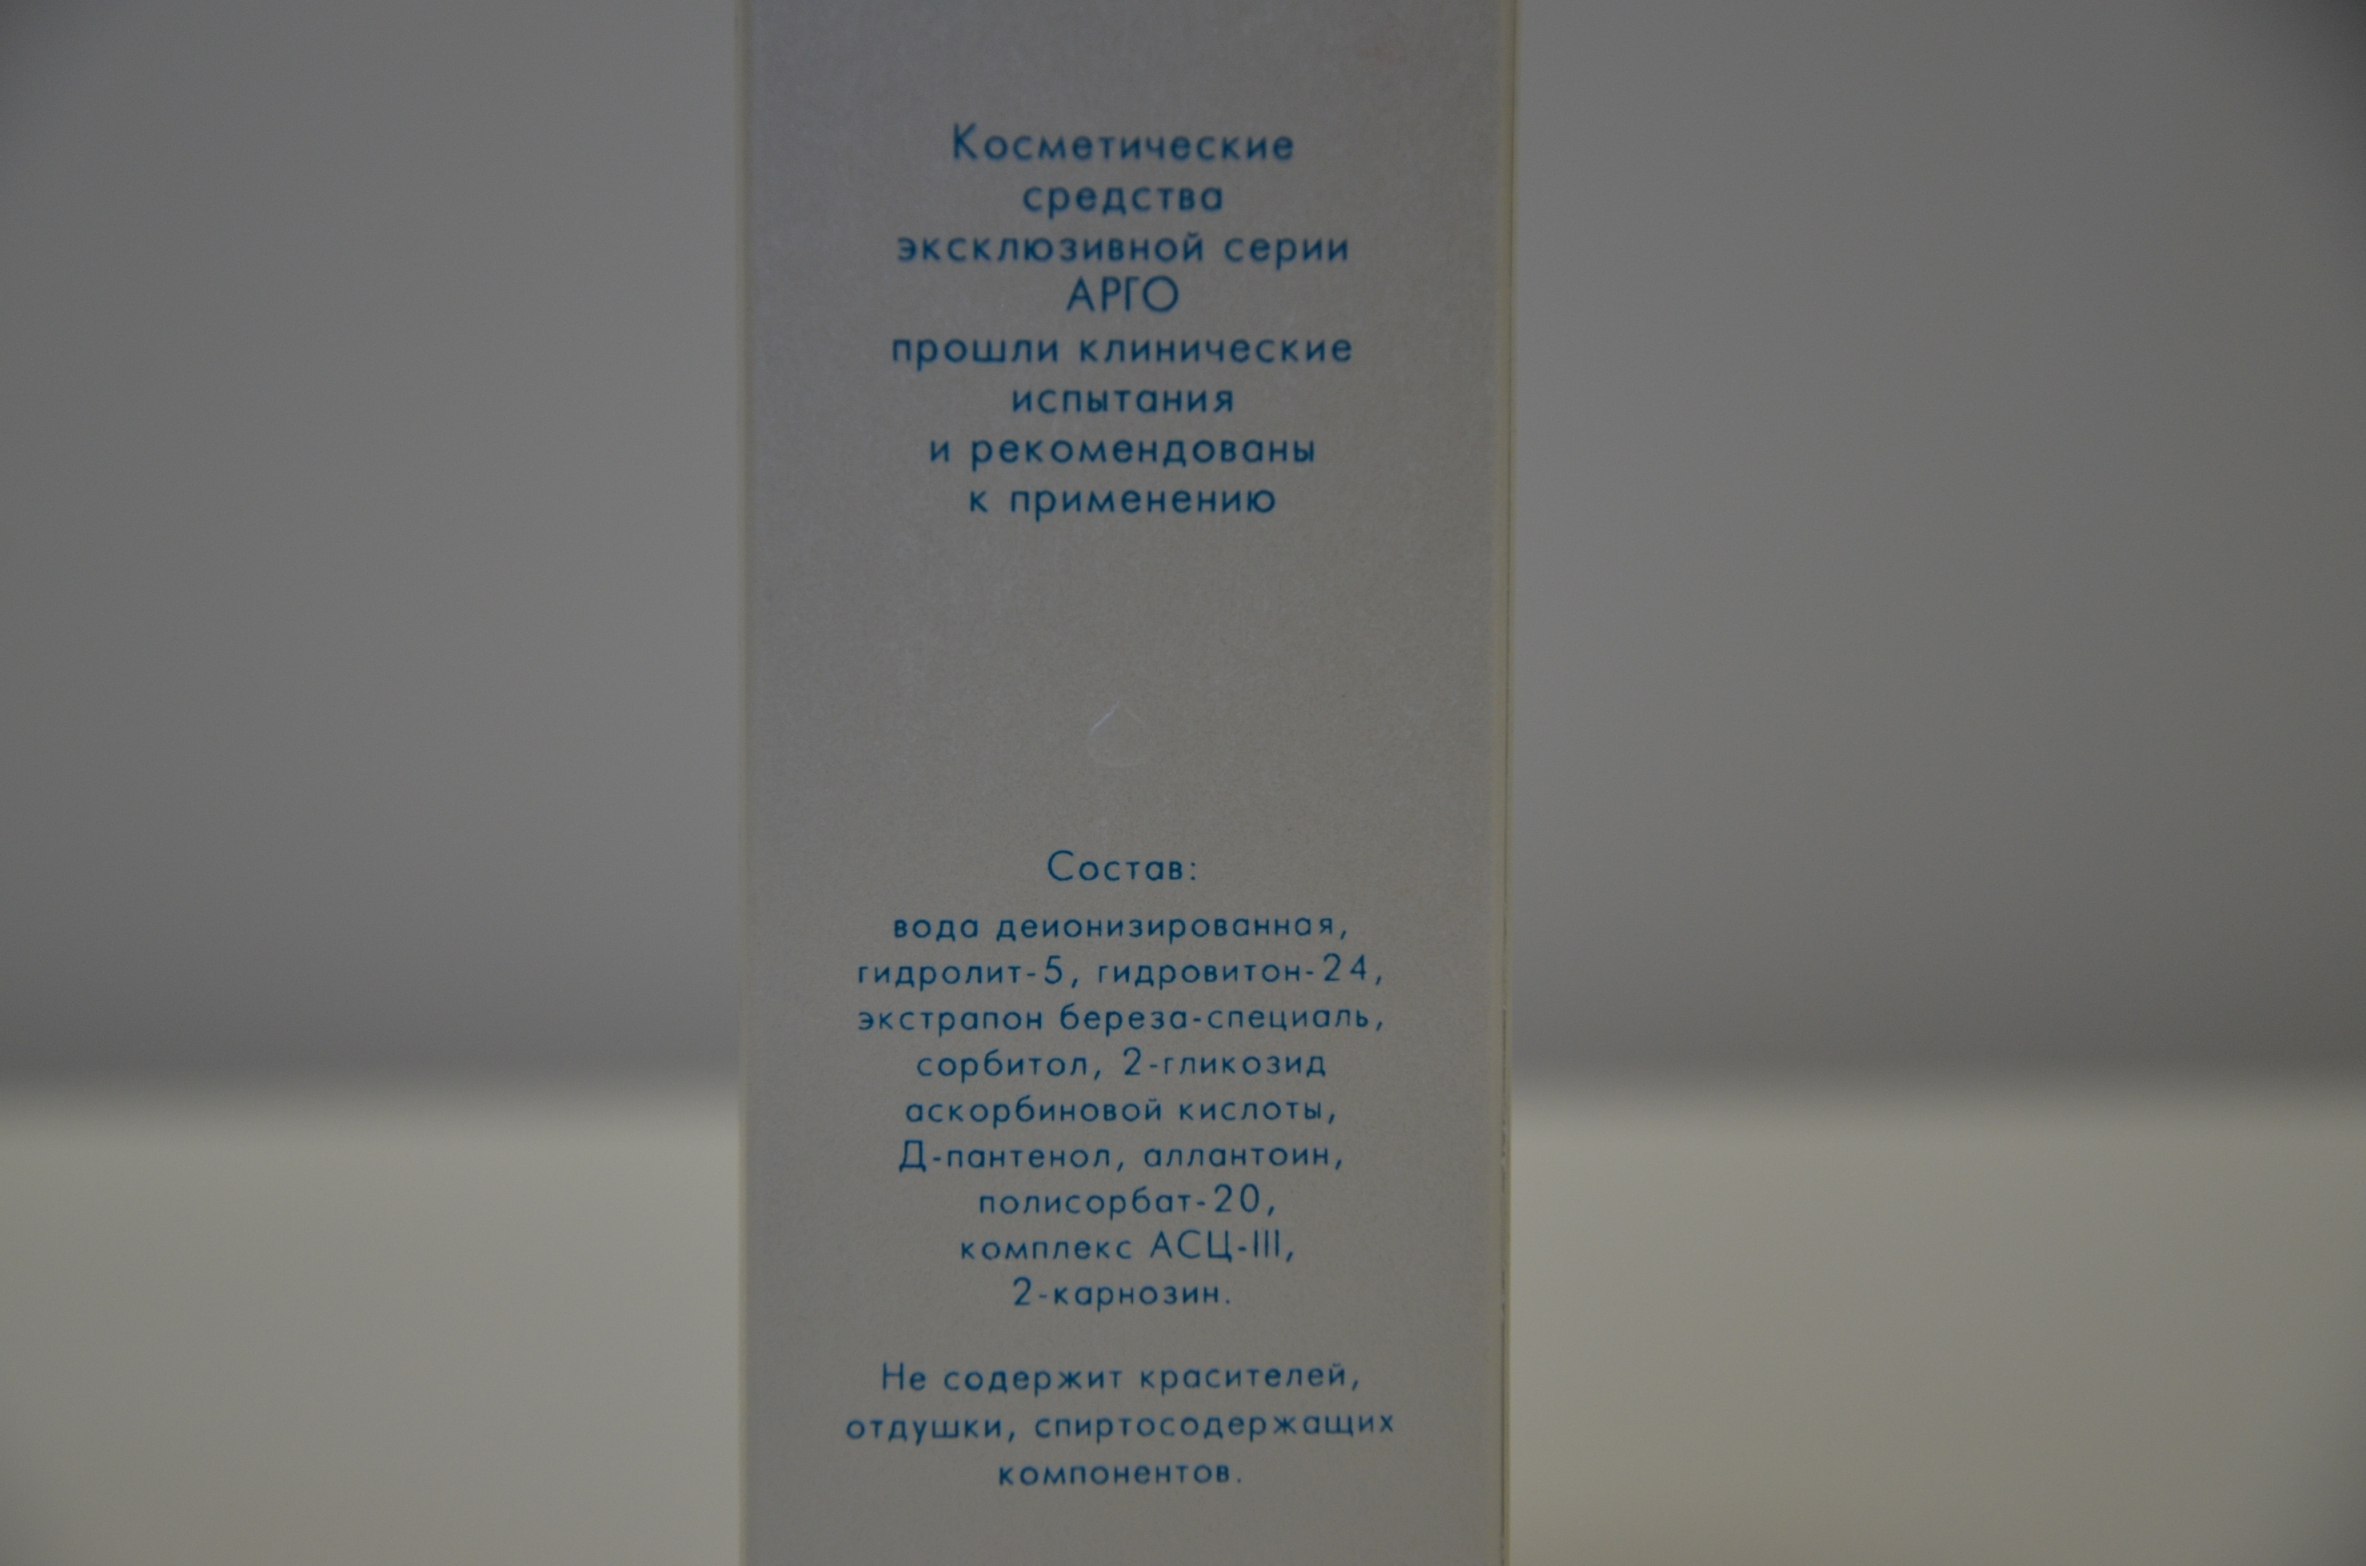 Косметические
средства
эксклюзивной серии
АРГО
прошли клинические
испытания
и рекомендованы
к применению
Состав:
вода деионизированная,
гидролит-5, гидровитон-24,
экстрапон береза-специаль,
сорбитол, 2-гликозид
аскорбиновой кислоты,
Д-пантенол, аллантоин,
полисорбат-20,
комплекс АСЦ-III,
2-карнозин.
Не содержит красителей,
отдушки, спиртосодержащих
компонентов.